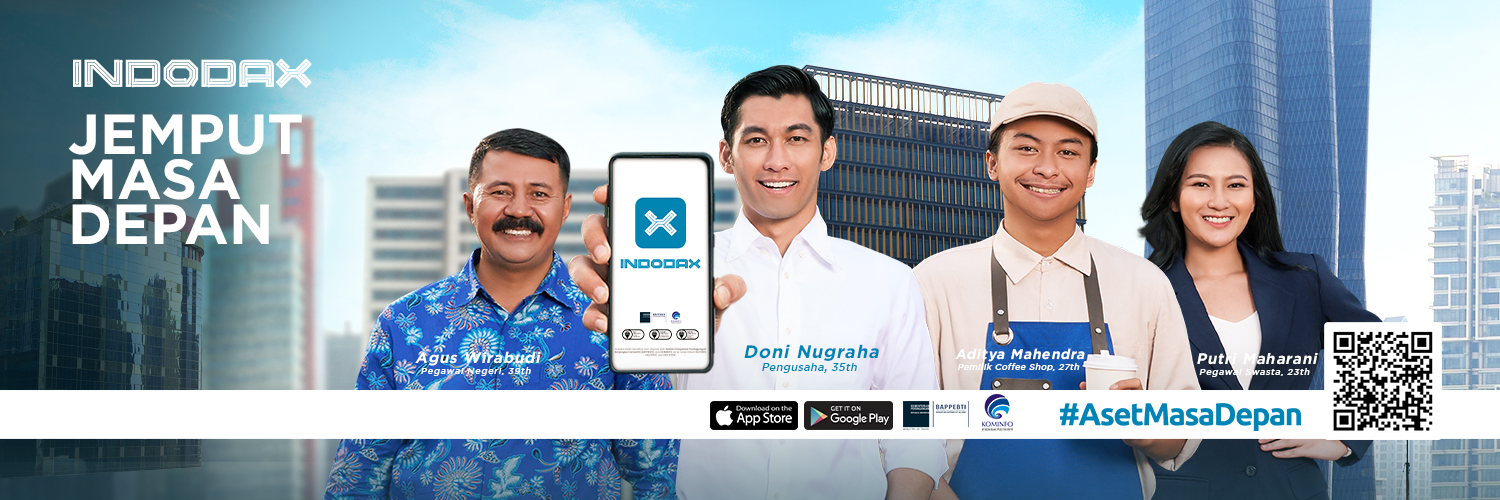 INDODAX
JEMPUT
MASA
DEPAN
INDODAX
Agus Wirabudi
Pegawai Negeri, 39th
Doni Nugraha
Pengusaha, 35th
Aditya Mahendra
Pemilik Coffee Shop, 27th
Putri Maharani
Pegawai Swasta, 23th
Download on the
App Store
GET IT ON
Google Play
BAPPEBTI
KOMINFO
#AsetMasaDepan